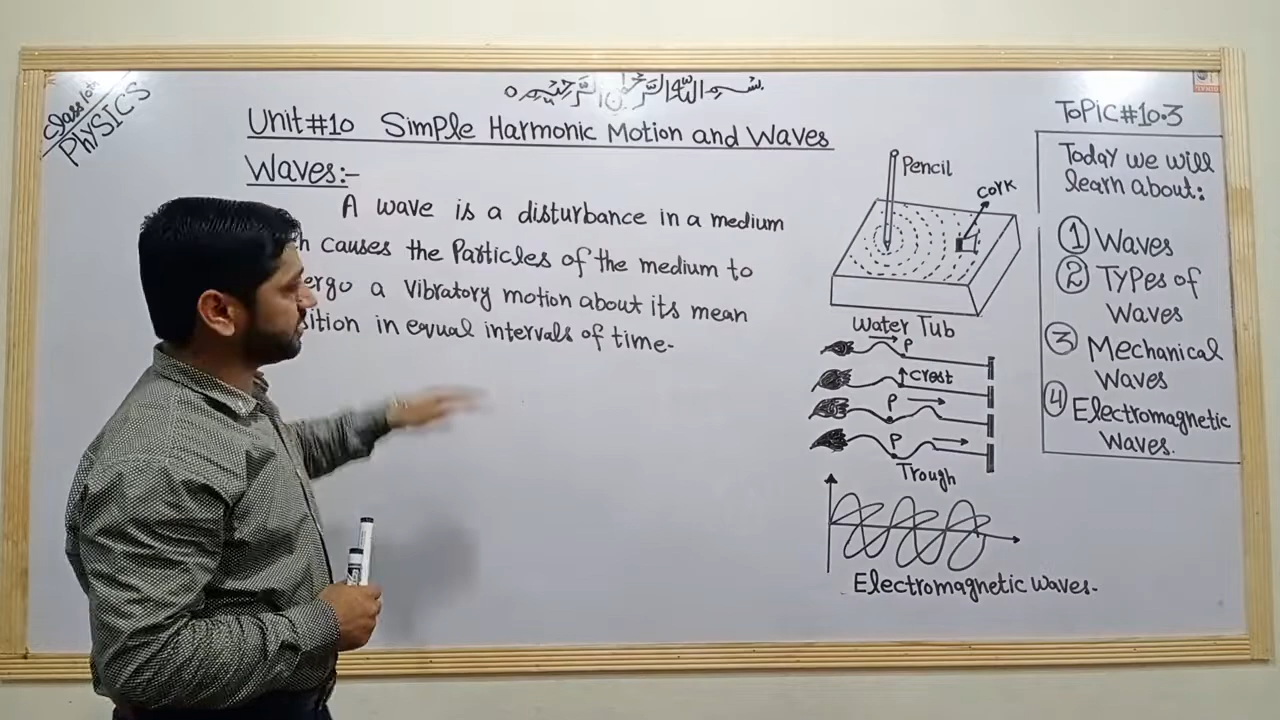 بسم الله الرحمن الرحيم
Class 10th
PHYSICS
Unit #10 Simple Harmonic Motion and Waves
Waves:-
A wave is a disturbance in a medium
causes the Particles of the medium to
a vibratory motion about its mean
in equal intervals of time.
Pencil
cork
Water Tub
P
crest
P
P
Trough
Electromagnetic waves.
Topic #10.3
Today we will
learn about:
① Waves
② Types of
Waves
③ Mechanical
Waves
④ Electromagnetic
Waves.